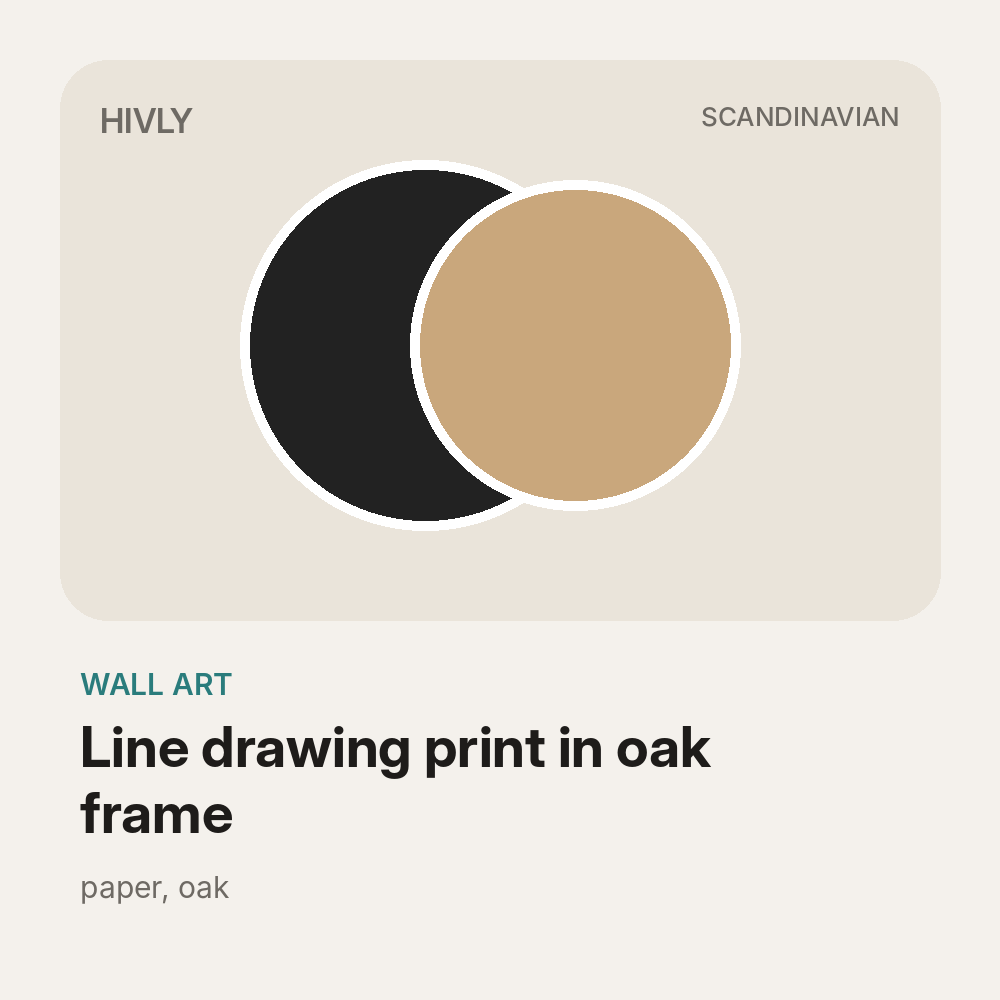 HIVLY
SCANDINAVIAN
WALL ART
Line drawing print in oak
frame
paper, oak